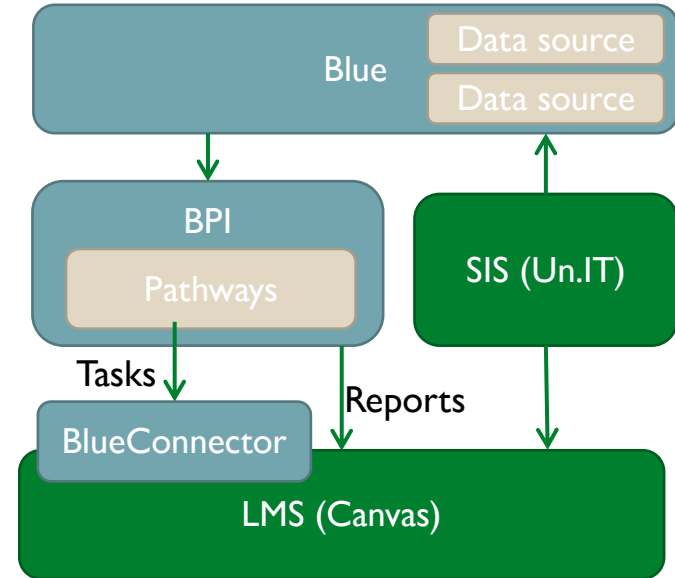 Data source
Blue
Data source
BPI
Pathways
SIS (Un.IT)
Tasks
Reports
BlueConnector
LMS (Canvas)